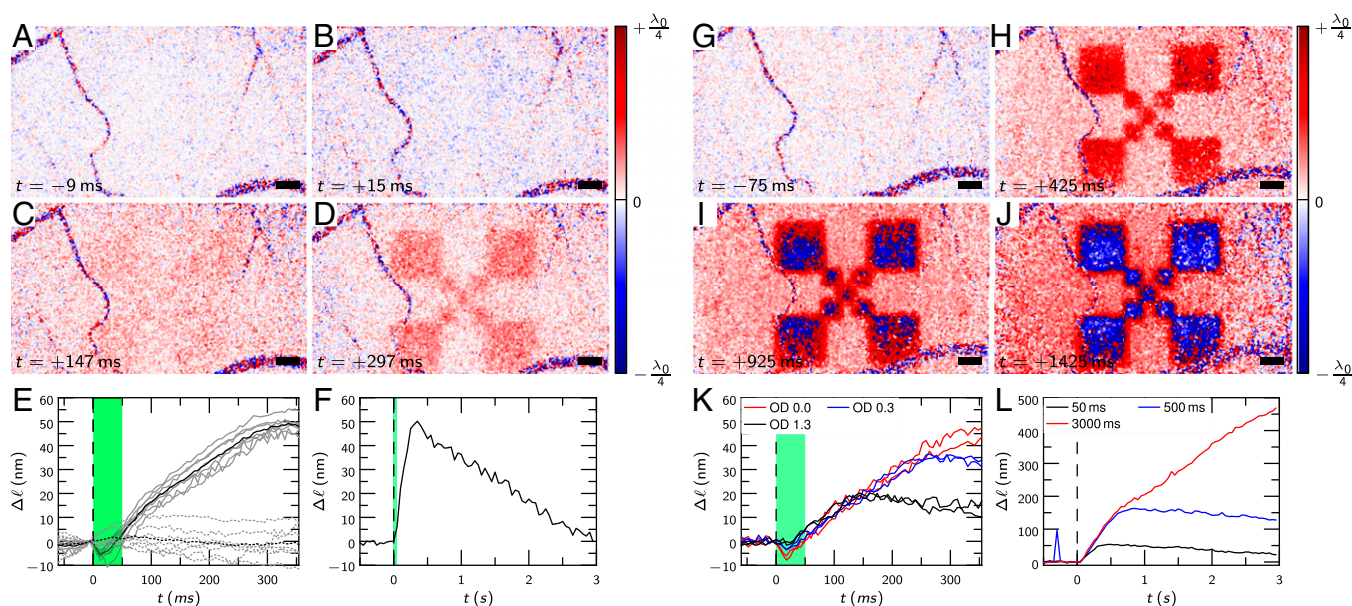 A
t = −9 ms
B
t = +15 ms
+ λ0/4
0
− λ0/4
C
t = +147 ms
D
t = +297 ms
G
t = −75 ms
H
t = +425 ms
+ λ0/4
0
− λ0/4
I
t = +925 ms
J
t = +1425 ms
E
60
50
40
30
20
10
0
−10
Δℓ (nm)
0 100 200 300
t (ms)
F
60
50
40
30
20
10
0
−10
Δℓ (nm)
0 1 2 3
t (s)
K
OD 0.0 OD 0.3
OD 1.3
60
50
40
30
20
10
0
−10
Δℓ (nm)
0 100 200 300
t (ms)
L
50 ms 500 ms
3000 ms
500
400
300
200
150
100
50
0
Δℓ (nm)
0 1 2 3
t (s)